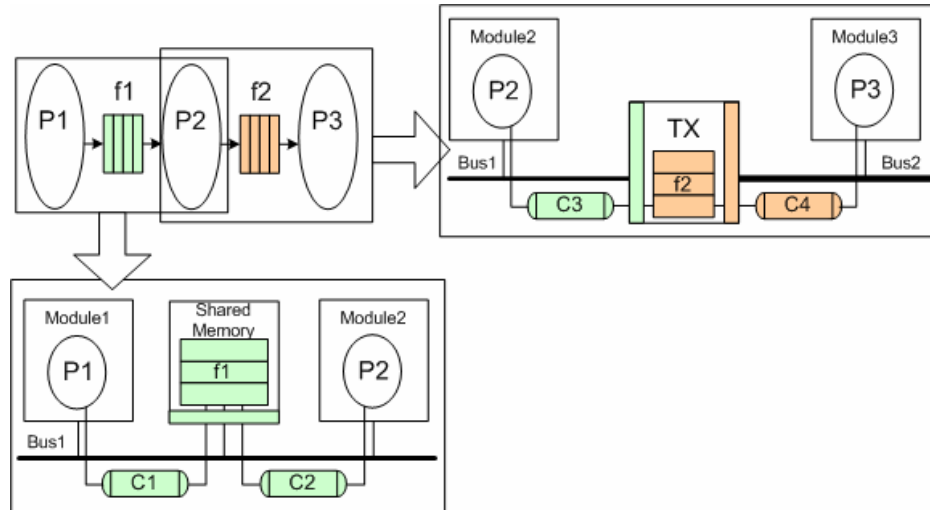 P1
f1
P2
f2
P3
Module2
P2
Bus1
C3
TX
f2
C4
Module3
P3
Bus2
Module1
P1
Bus1
C1
Shared
Memory
f1
C2
Module2
P2